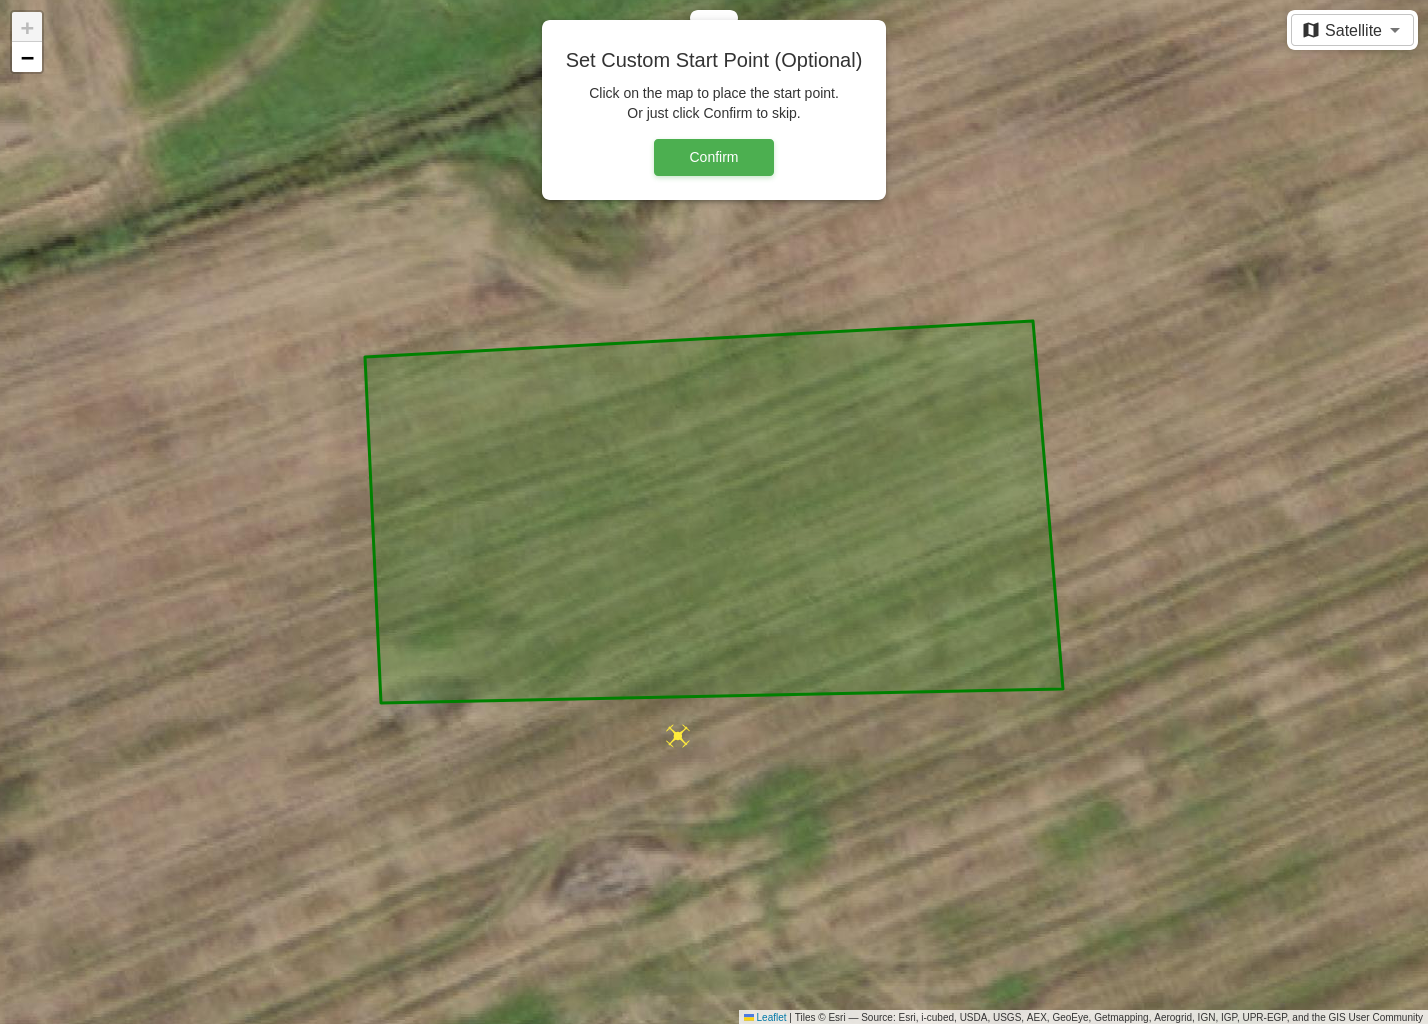 +
−
Set Custom Start Point (Optional)
Click on the map to place the start point.
Or just click Confirm to skip.
Confirm
Satellite
Leaflet | Tiles © Esri — Source: Esri, i-cubed, USDA, USGS, AEX, GeoEye, Getmapping, Aerogrid, IGN, IGP, UPR-EGP, and the GIS User Community